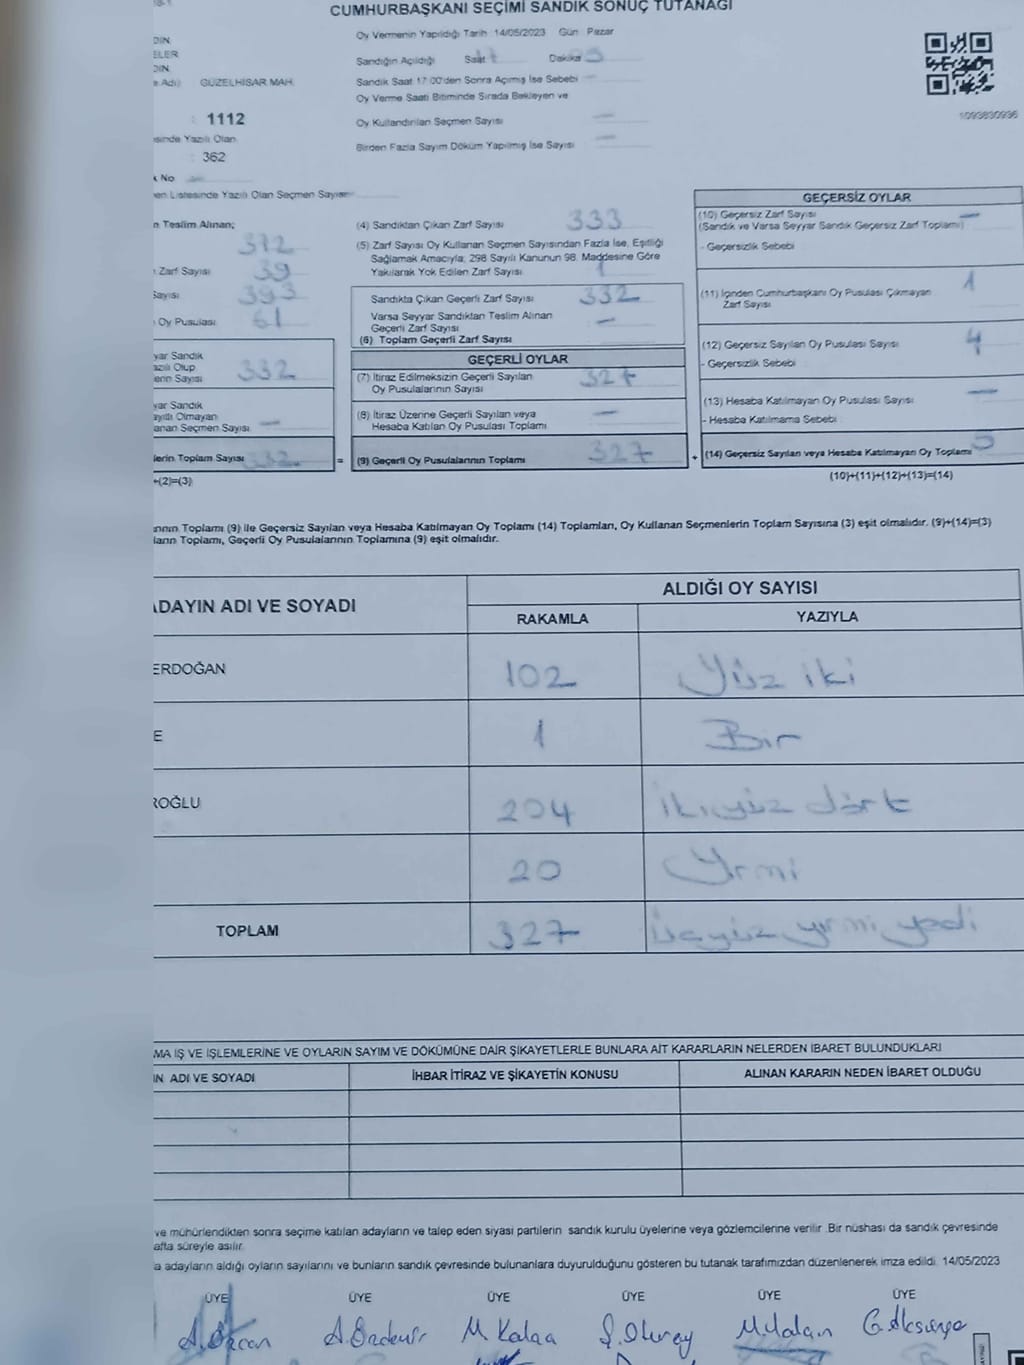 CUMHURBAŞKANI SEÇİMİ SANDIK SONUÇ TUTANAĞI
DIN
ELER
DIN
e Adı) GÜZELHİSAR MAH.
: 1112
esinde Yazılı Olan
: 362
k No
en Listesinde Yazılı Olan Seçmen Sayısı
Oy Vermenin Yapıldığı Tarih 14/05/2023 Gün Pazar
Sandığın Açıldığı Saat 17 Dakika
Sandık Saat 17:00'den Sonra Açımış İse Sebebi
Oy Verme Saati Bitiminde Sırada Bekleyen ve
Oy Kullandırılan Seçmen Sayısı —
Birden Fazla Sayım Döküm Yapılmış İse Sayısı —
1093830936
n Teslim Alınan;
372
Zarf Sayısı 39
Sayısı 393
Oy Pusulası 61
yar Sandık
azılı Olup
lerin Sayısı 332
yar Sandık
ayıtlı Olmayan
anan Seçmen Sayısı —
lerin Toplam Sayısı 332
+(2)=(3)
(4) Sandıktan Çıkan Zarf Sayısı 333
(5) Zarf Sayısı Oy Kullanan Seçmen Sayısından Fazla İse, Eşitliği
Sağlamak Amacıyla, 298 Sayılı Kanunun 98. Maddesine Göre
Yakılarak Yok Edilen Zarf Sayısı 1
Sandıkta Çıkan Geçerli Zarf Sayısı 332
Varsa Seyyar Sandıktan Teslim Alınan
Geçerli Zarf Sayısı —
(6) Toplam Geçerli Zarf Sayısı
GEÇERLİ OYLAR
(7) İtiraz Edilmeksizin Geçerli Sayılan
Oy Pusulalarının Sayısı 327
(8) İtiraz Üzerine Geçerli Sayılan veya
Hesaba Katılan Oy Pusulası Toplamı —
= (9) Geçerli Oy Pusulalarının Toplamı 327 +
GEÇERSİZ OYLAR
(10) Geçersiz Zarf Sayısı —
(Sandık ve Varsa Seyyar Sandık Geçersiz Zarf Toplamı)
- Geçersizlik Sebebi
(11) İçinden Cumhurbaşkanı Oy Pusulası Çıkmayan
Zarf Sayısı 1
(12) Geçersiz Sayılan Oy Pusulası Sayısı 4
- Geçersizlik Sebebi
(13) Hesaba Katılmayan Oy Pusulası Sayısı —
- Hesaba Katılmama Sebebi
(14) Geçersiz Sayılan veya Hesaba Katılmayan Oy Toplamı 5
(10)+(11)+(12)+(13)=(14)
Toplamı (9) ile Geçersiz Sayılan veya Hesaba Katılmayan Oy Toplamı (14) Toplamları, Oy Kullanan Seçmenlerin Toplam Sayısına (3) eşit olmalıdır. (9)+(14)=(3)
ların Toplamı, Geçerli Oy Pusulalarının Toplamına (9) eşit olmalıdır.
ADAYIN ADI VE SOYADI
ALDIĞI OY SAYISI
RAKAMLA YAZIYLA
ERDOĞAN 102 Yüz iki
E 1 Bir
ROĞLU 204 ikiyüz dört
20 Yirmi
TOPLAM 327 üçyüz yirmi yedi
MA İŞ VE İŞLEMLERİNE VE OYLARIN SAYIM VE DÖKÜMÜNE DAİR ŞİKAYETLERLE BUNLARA AİT KARARLARIN NELERDEN İBARET BULUNDUKLARI
IN ADI VE SOYADI İHBAR İTİRAZ VE ŞİKAYETİN KONUSU ALINAN KARARIN NEDEN İBARET OLDUĞU
ve mühürlendikten sonra seçime katılan adayların ve talep eden siyasi partilerin sandık kurulu üyelerine veya gözlemcilerine verilir. Bir nüshası da sandık çevresinde
afta süreyle asılır.
a adayların aldığı oyların sayılarını ve bunların sandık çevresinde bulunanlara duyurulduğunu gösteren bu tutanak tarafımızdan düzenlenerek imza edildi. 14/05/2023
ÜYE ÜYE ÜYE ÜYE ÜYE ÜYE
A. Özcan A. Özdemir M. Kalaa Ş. Olcay M. Yalçın G. Aksunya